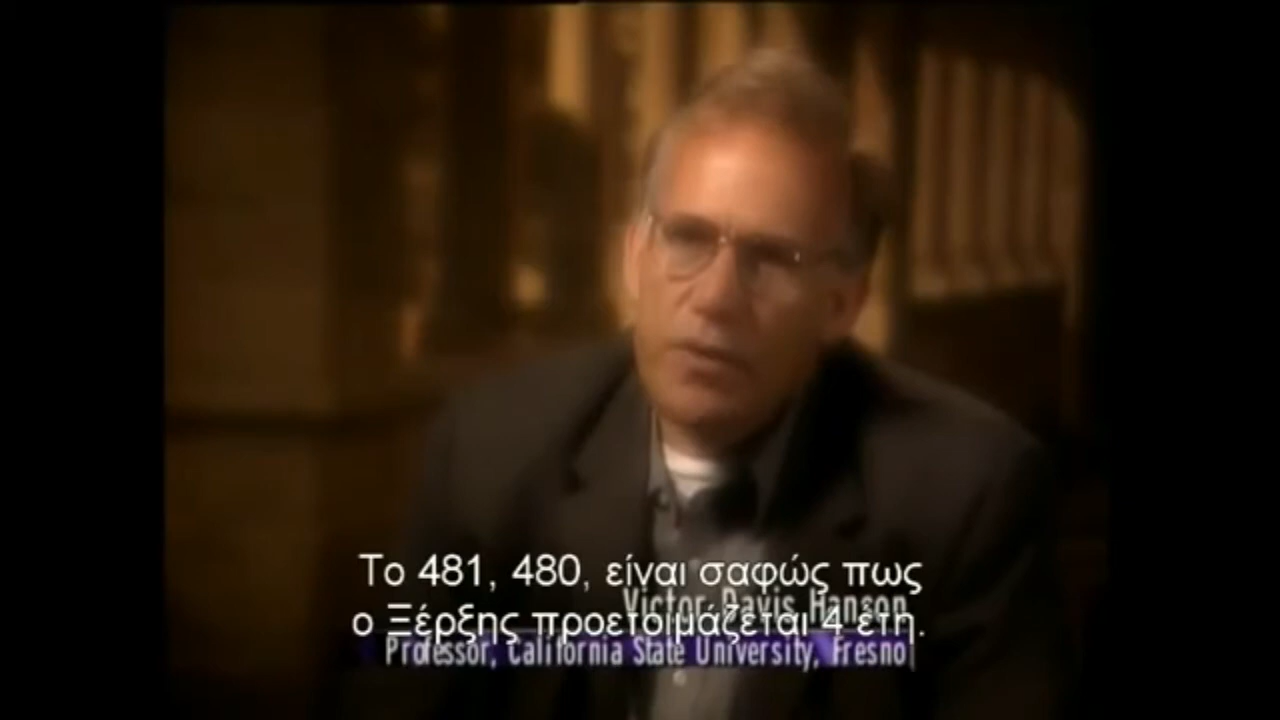 Το 481, 480, είναι σαφώς πως
Victor Davis Hanson
ο Ξέρξης προετοιμάζεται 4 έτη.
Professor, California State University, Fresno